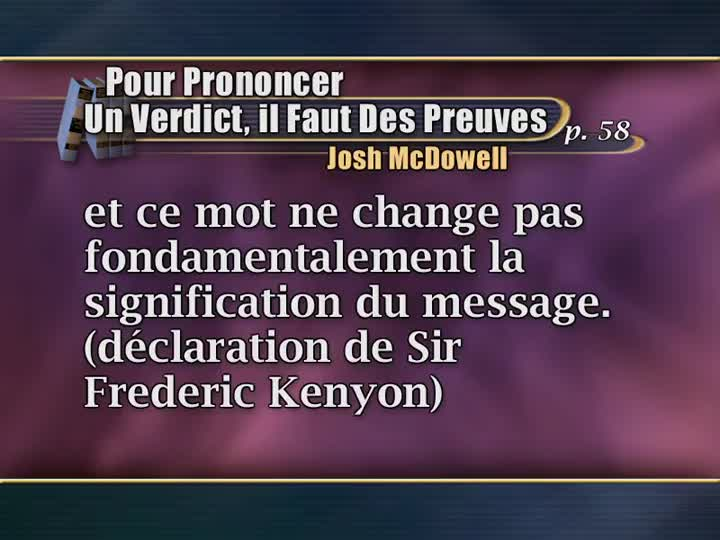 Pour Prononcer
Un Verdict, il Faut Des Preuves p. 58
Josh McDowell
et ce mot ne change pas
fondamentalement la
signification du message.
(déclaration de Sir
Frederic Kenyon)